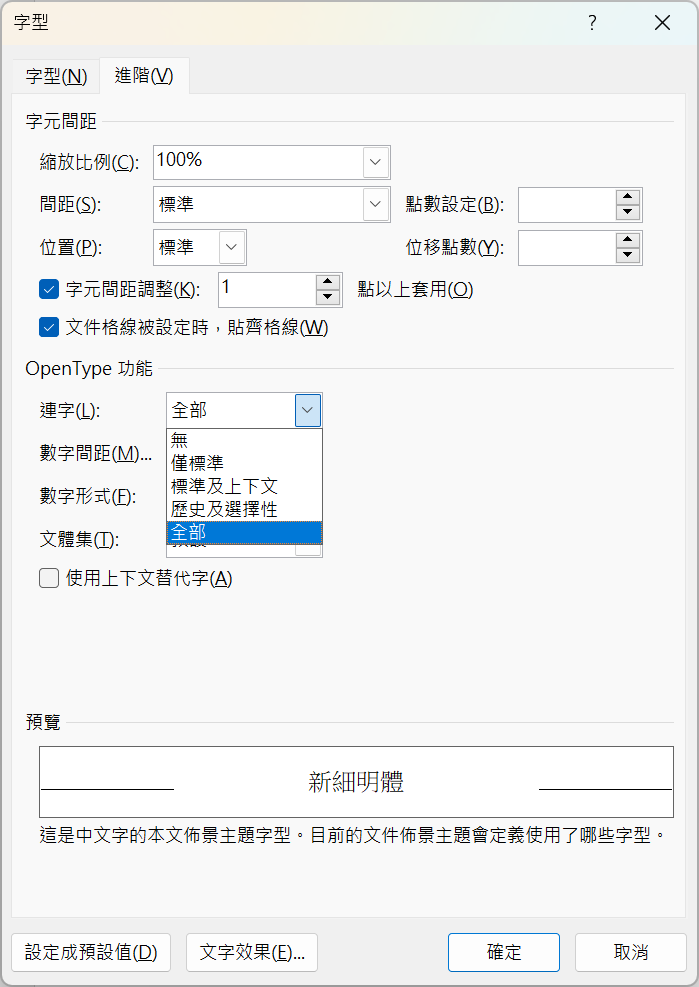 字型
?
字型(N) 進階(V)
字元間距
縮放比例(C): 100%
間距(S): 標準 點數設定(B):
位置(P): 標準 位移點數(Y):
字元間距調整(K): 1 點以上套用(O)
文件格線被設定時，貼齊格線(W)
OpenType 功能
連字(L): 全部
無
數字間距(M)...
僅標準
標準及上下文
數字形式(F):
歷史及選擇性
全部
文體集(T):
使用上下文替代字(A)
預覽
新細明體
這是中文字的本文佈景主題字型。目前的文件佈景主題會定義使用了哪些字型。
設定成預設值(D) 文字效果(E)... 確定 取消